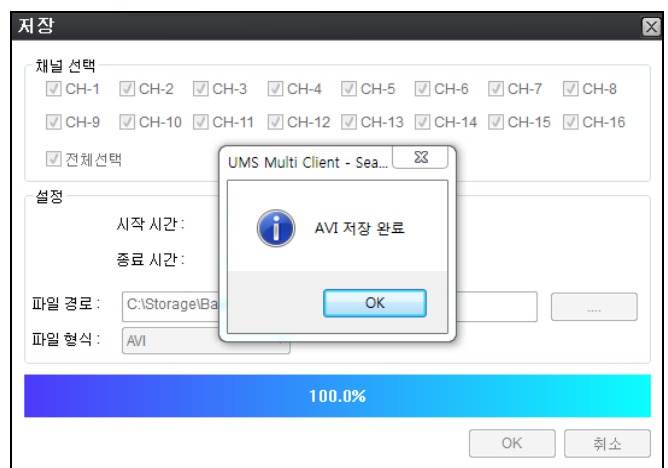 저장
채널 선택
CH-1 CH-2 CH-3 CH-4 CH-5 CH-6 CH-7 CH-8
CH-9 CH-10 CH-11 CH-12 CH-13 CH-14 CH-15 CH-16
전체선택
UMS Multi Client - Sea...
설정
시작 시간 :
AVI 저장 완료
종료 시간 :
파일 경로 : C:\Storage\Ba ....
OK
파일 형식 : AVI
100.0%
OK 취소